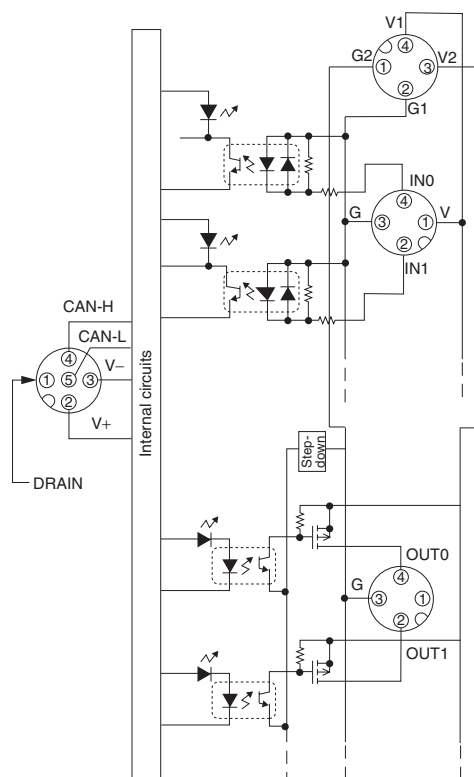 V1
4
G2
1
3
V2
2
G1
IN0
4
G
3
1
V
2
IN1
CAN-H
CAN-L
4
1
5
3
V−
2
V+
DRAIN
Internal circuits
Step-
down
OUT0
4
G
3
1
2
OUT1